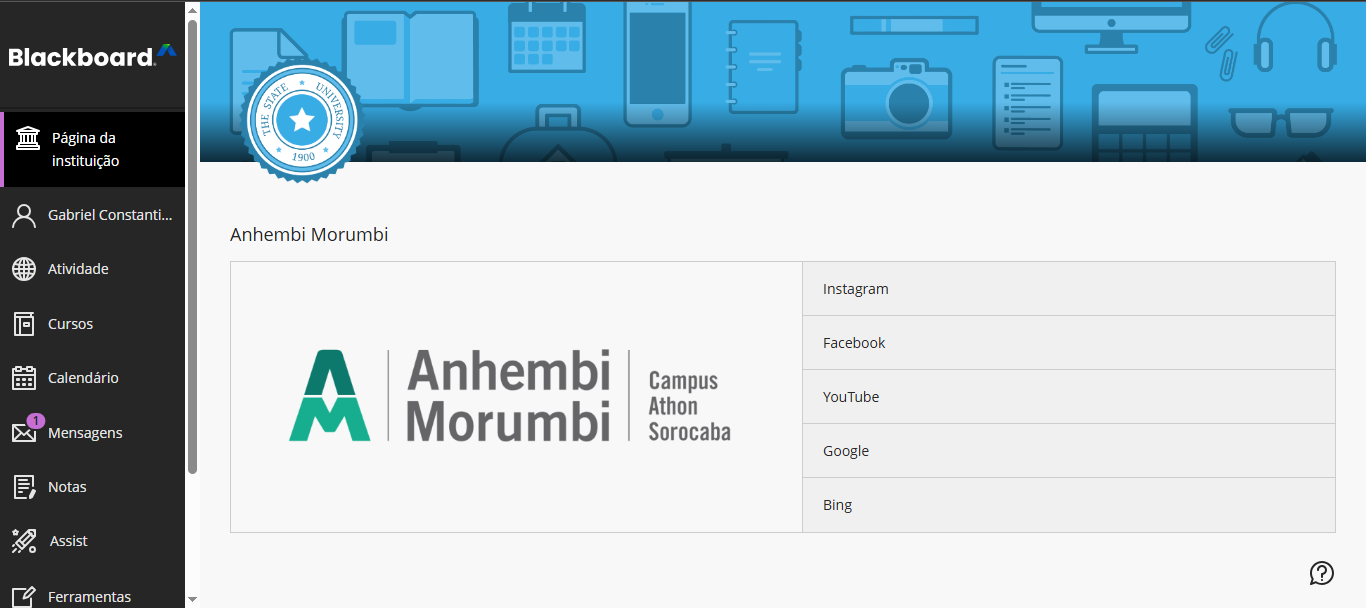 Blackboard
Página da
instituição
Gabriel Constanti...
Atividade
Cursos
Calendário
1
Mensagens
Notas
Assist
Ferramentas
THE STATE UNIVERSITY
1900
Anhembi Morumbi
Anhembi
Morumbi
Campus
Athon
Sorocaba
Instagram
Facebook
YouTube
Google
Bing
?